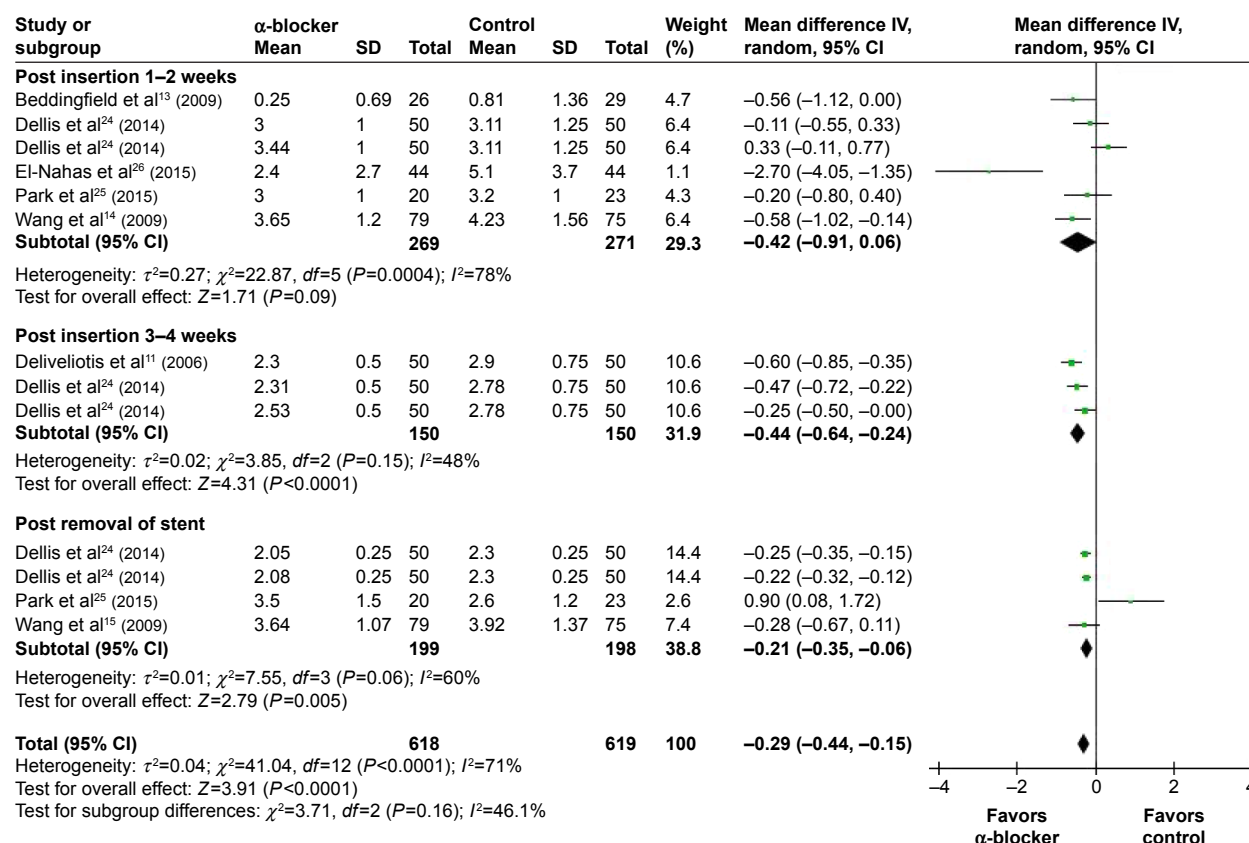 Study or subgroup α-blocker Mean SD Total Control Mean SD Total Weight (%) Mean difference IV, random, 95% CI Mean difference IV, random, 95% CI
Post insertion 1–2 weeks
Beddingfield et al¹³ (2009) 0.25 0.69 26 0.81 1.36 29 4.7 –0.56 (–1.12, 0.00)
Dellis et al²⁴ (2014) 3 1 50 3.11 1.25 50 6.4 –0.11 (–0.55, 0.33)
Dellis et al²⁴ (2014) 3.44 1 50 3.11 1.25 50 6.4 0.33 (–0.11, 0.77)
El-Nahas et al²⁶ (2015) 2.4 2.7 44 5.1 3.7 44 1.1 –2.70 (–4.05, –1.35)
Park et al²⁵ (2015) 3 1 20 3.2 1 23 4.3 –0.20 (–0.80, 0.40)
Wang et al¹⁴ (2009) 3.65 1.2 79 4.23 1.56 75 6.4 –0.58 (–1.02, –0.14)
Subtotal (95% CI) 269 271 29.3 –0.42 (–0.91, 0.06)
Heterogeneity: τ²=0.27; χ²=22.87, df=5 (P=0.0004); I²=78%
Test for overall effect: Z=1.71 (P=0.09)
Post insertion 3–4 weeks
Deliveliotis et al¹¹ (2006) 2.3 0.5 50 2.9 0.75 50 10.6 –0.60 (–0.85, –0.35)
Dellis et al²⁴ (2014) 2.31 0.5 50 2.78 0.75 50 10.6 –0.47 (–0.72, –0.22)
Dellis et al²⁴ (2014) 2.53 0.5 50 2.78 0.75 50 10.6 –0.25 (–0.50, –0.00)
Subtotal (95% CI) 150 150 31.9 –0.44 (–0.64, –0.24)
Heterogeneity: τ²=0.02; χ²=3.85, df=2 (P=0.15); I²=48%
Test for overall effect: Z=4.31 (P<0.0001)
Post removal of stent
Dellis et al²⁴ (2014) 2.05 0.25 50 2.3 0.25 50 14.4 –0.25 (–0.35, –0.15)
Dellis et al²⁴ (2014) 2.08 0.25 50 2.3 0.25 50 14.4 –0.22 (–0.32, –0.12)
Park et al²⁵ (2015) 3.5 1.5 20 2.6 1.2 23 2.6 0.90 (0.08, 1.72)
Wang et al¹⁵ (2009) 3.64 1.07 79 3.92 1.37 75 7.4 –0.28 (–0.67, 0.11)
Subtotal (95% CI) 199 198 38.8 –0.21 (–0.35, –0.06)
Heterogeneity: τ²=0.01; χ²=7.55, df=3 (P=0.06); I²=60%
Test for overall effect: Z=2.79 (P=0.005)
Total (95% CI) 618 619 100 –0.29 (–0.44, –0.15)
Heterogeneity: τ²=0.04; χ²=41.04, df=12 (P<0.0001); I²=71%
Test for overall effect: Z=3.91 (P<0.0001)
Test for subgroup differences: χ²=3.71, df=2 (P=0.16); I²=46.1%
–4 –2 0 2 4
Favors α-blocker
Favors control